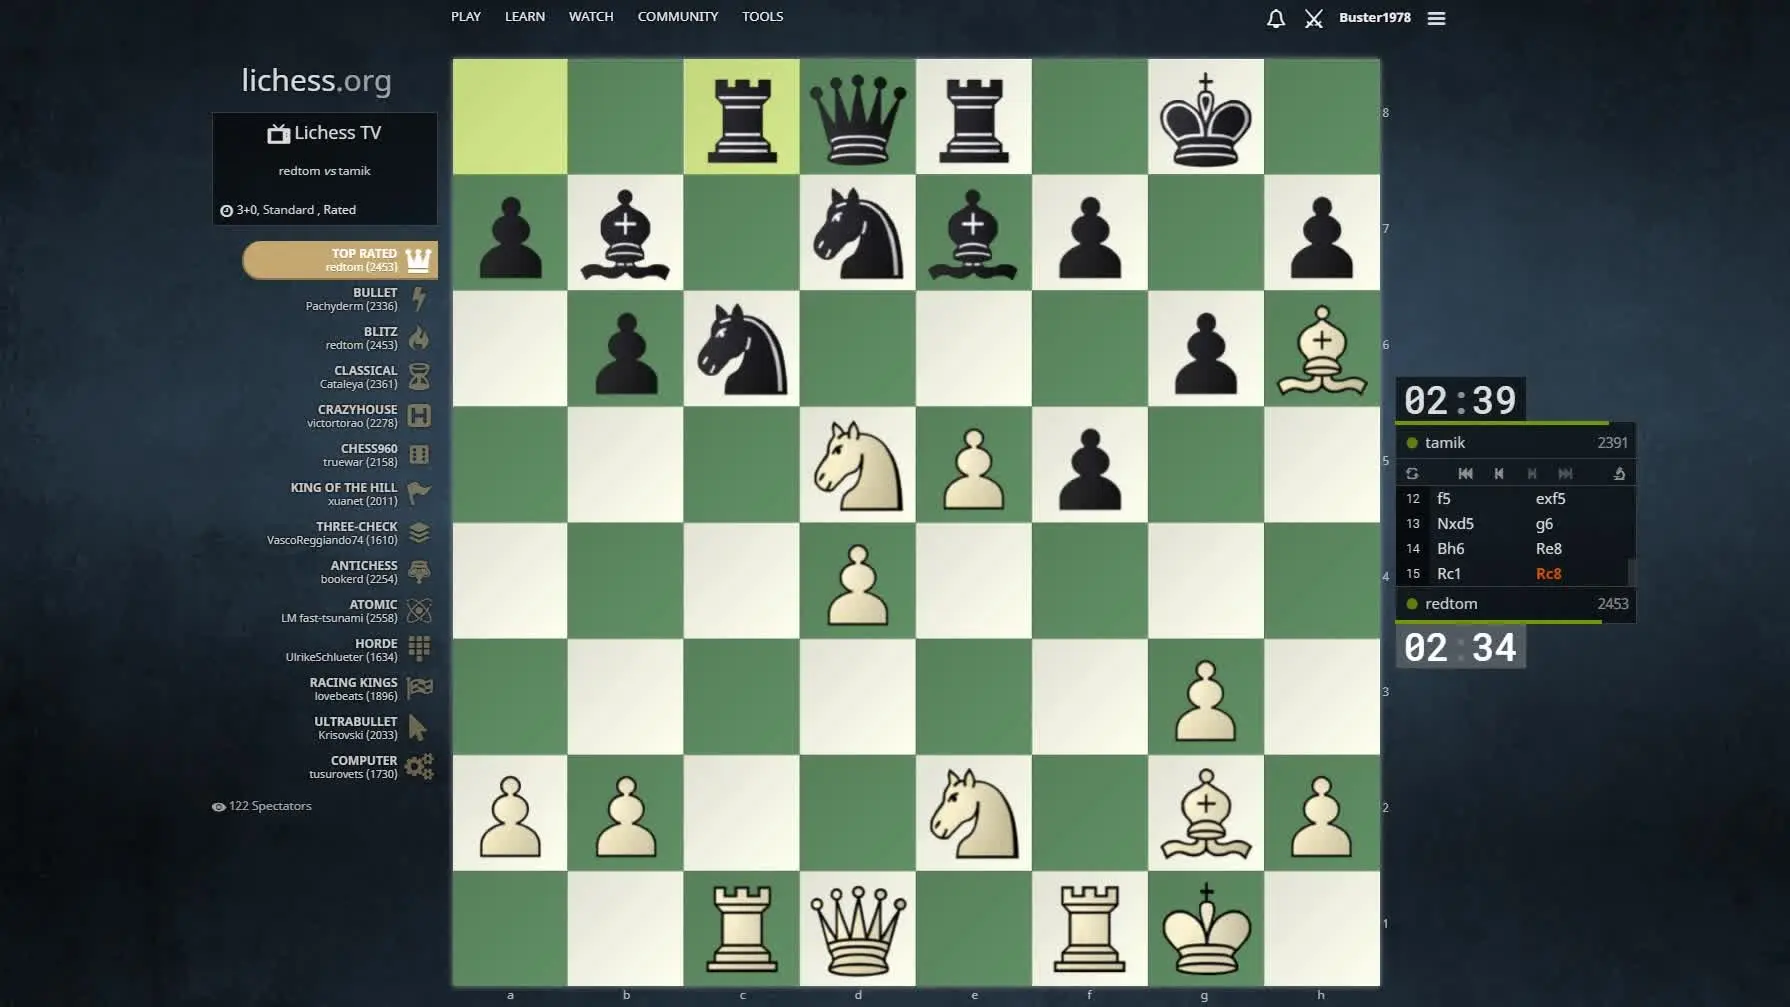 PLAY LEARN WATCH COMMUNITY TOOLS
Buster1978
lichess.org
Lichess TV
redtom vs tamik
3+0, Standard , Rated
TOP RATED
redtom (2453)
BULLET
Pachyderm (2336)
BLITZ
redtom (2453)
CLASSICAL
Cataleya (2361)
CRAZYHOUSE
victortorao (2278)
CHESS960
truewar (2158)
KING OF THE HILL
xuanet (2011)
THREE-CHECK
VascoReggiando74 (1610)
ANTICHESS
bookerd (2254)
ATOMIC
LM fast-tsunami (2558)
HORDE
UlrikeSchlueter (1634)
RACING KINGS
lovebeats (1896)
ULTRABULLET
Krisovski (2033)
COMPUTER
tusurovets (1730)
122 Spectators
8
7
6
5
4
3
2
1
a b c d e f g h
02:39
tamik 2391
12 f5 exf5
13 Nxd5 g6
14 Bh6 Re8
15 Rc1 Rc8
redtom 2453
02:34